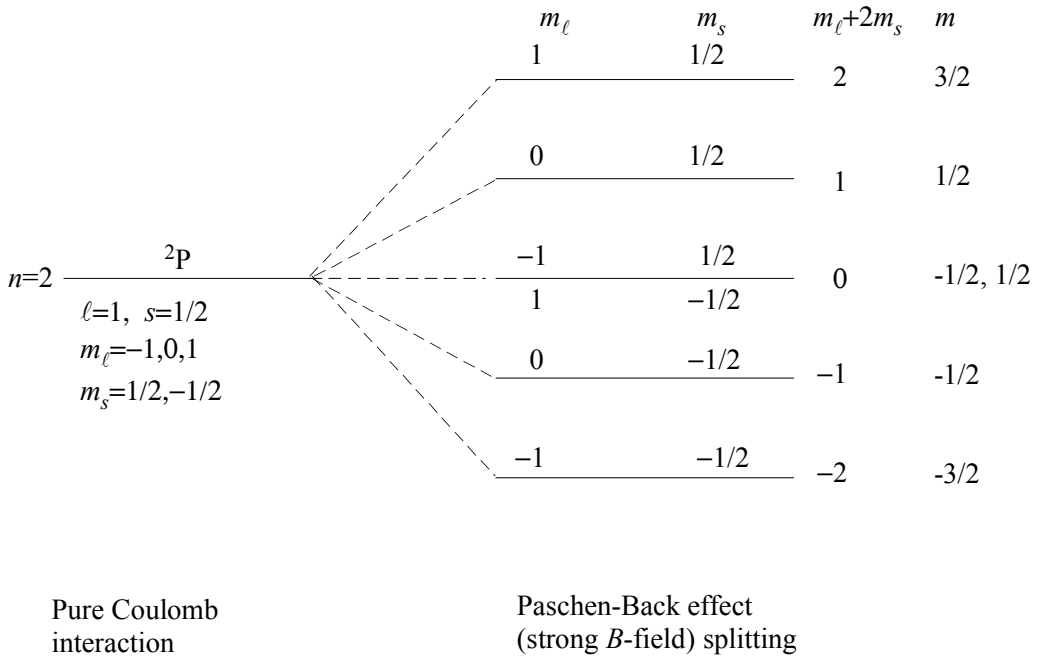 mℓ ms mℓ+2ms m
1 1/2 2 3/2
0 1/2 1 1/2
n=2 ²P −1 1/2 0 -1/2, 1/2
ℓ=1, s=1/2 1 −1/2
mℓ=−1,0,1 0 −1/2 −1 -1/2
ms=1/2,−1/2
−1 −1/2 −2 -3/2
Pure Coulomb
interaction
Paschen-Back effect
(strong B-field) splitting